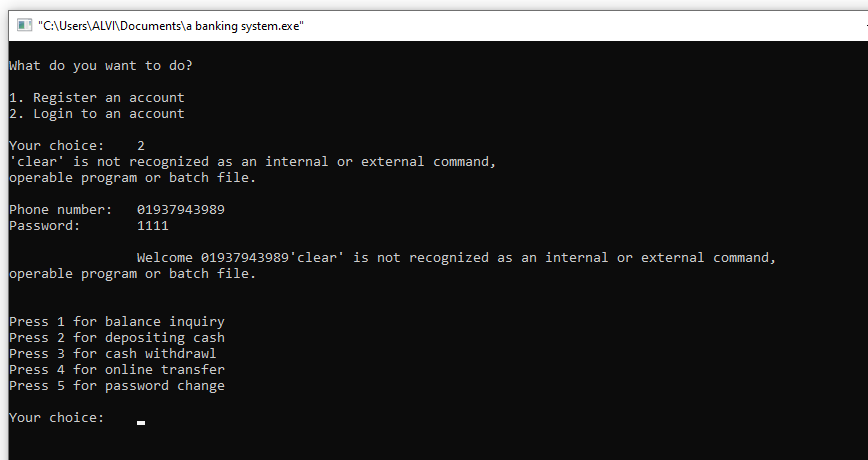 "C:\Users\ALVI\Documents\a banking system.exe"
What do you want to do?
1. Register an account
2. Login to an account
Your choice:    2
'clear' is not recognized as an internal or external command,
operable program or batch file.
Phone number:   01937943989
Password:       1111
                Welcome 01937943989'clear' is not recognized as an internal or external command,
operable program or batch file.
Press 1 for balance inquiry
Press 2 for depositing cash
Press 3 for cash withdrawl
Press 4 for online transfer
Press 5 for password change
Your choice: